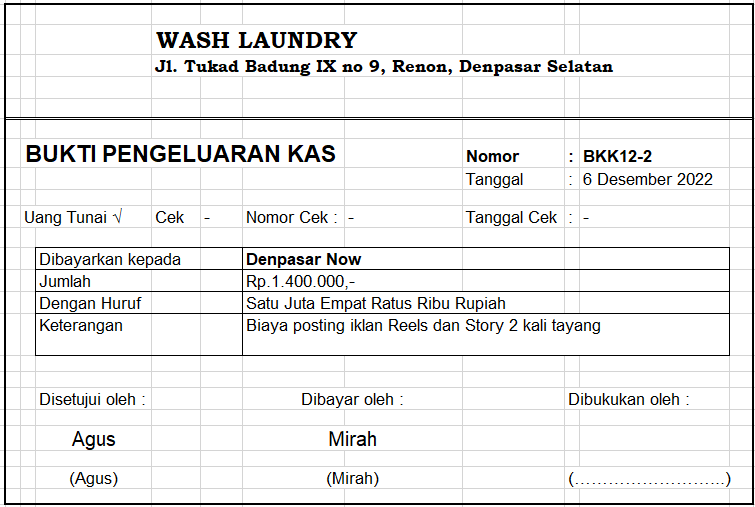 WASH LAUNDRY
Jl. Tukad Badung IX no 9, Renon, Denpasar Selatan
BUKTI PENGELUARAN KAS Nomor : BKK12-2
Tanggal : 6 Desember 2022
Uang Tunai √ Cek - Nomor Cek : - Tanggal Cek : -
Dibayarkan kepada Denpasar Now
Jumlah Rp.1.400.000,-
Dengan Huruf Satu Juta Empat Ratus Ribu Rupiah
Keterangan Biaya posting iklan Reels dan Story 2 kali tayang
Disetujui oleh : Dibayar oleh : Dibukukan oleh :
Agus Mirah
(Agus) (Mirah) (……………………..)